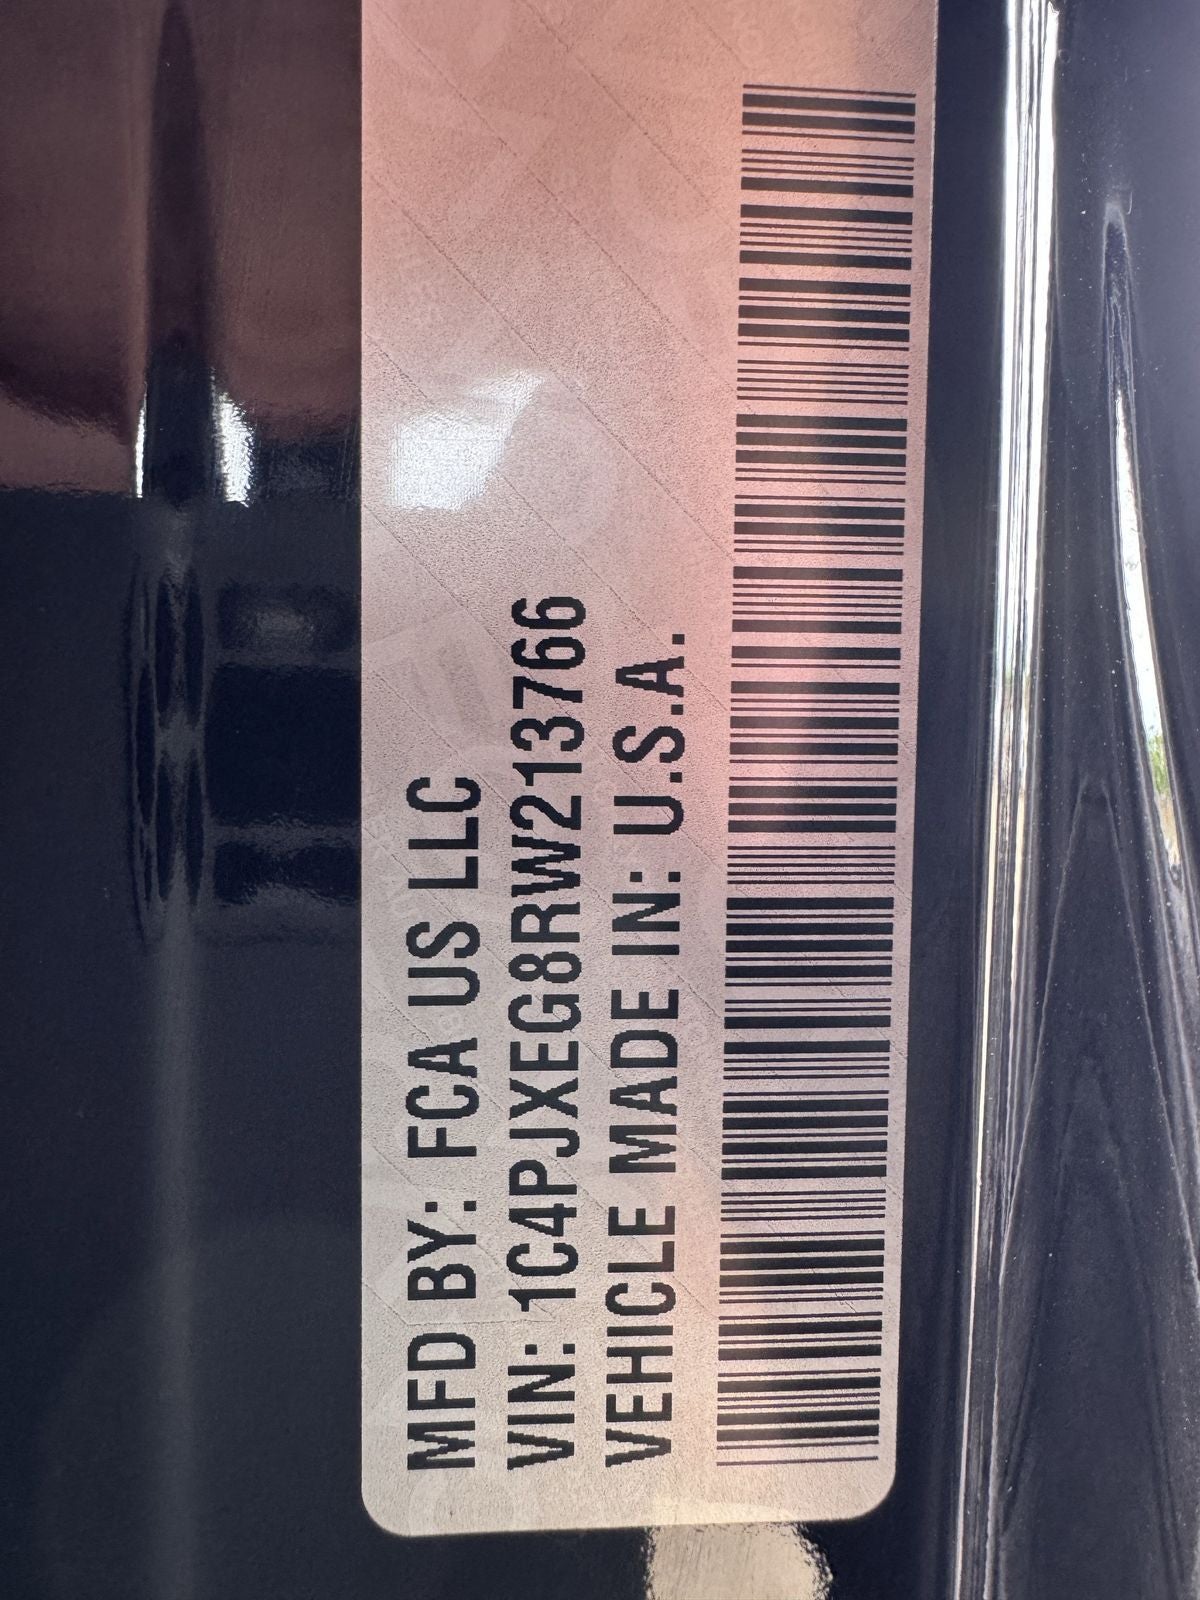 MFD BY: FCA US LLC
VIN: 1C4PJXEG8RW213766
VEHICLE MADE IN: U.S.A.